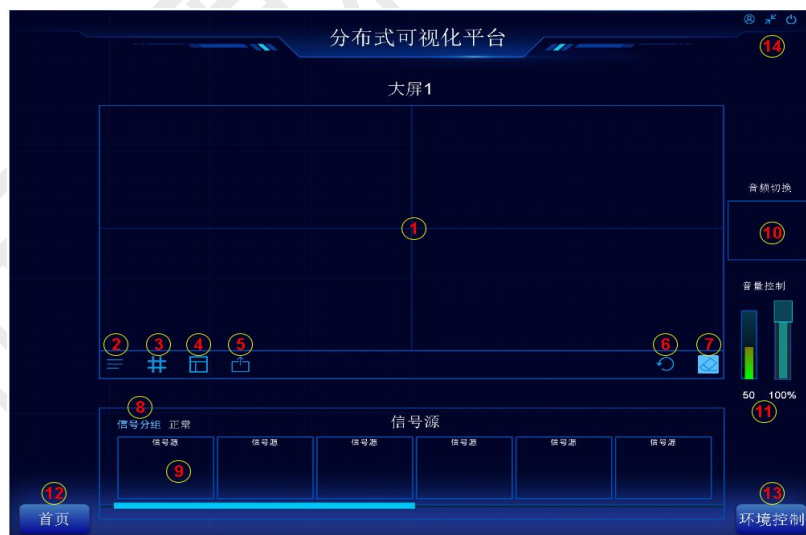 分布式可视化平台
14
大屏1
音频切换
1
10
音量控制
2 3 4 5 6 7
50 100%
11
8
信号分组 正常 信号源
信号源 信号源 信号源 信号源 信号源 信号源
9
12 13
首页 环境控制